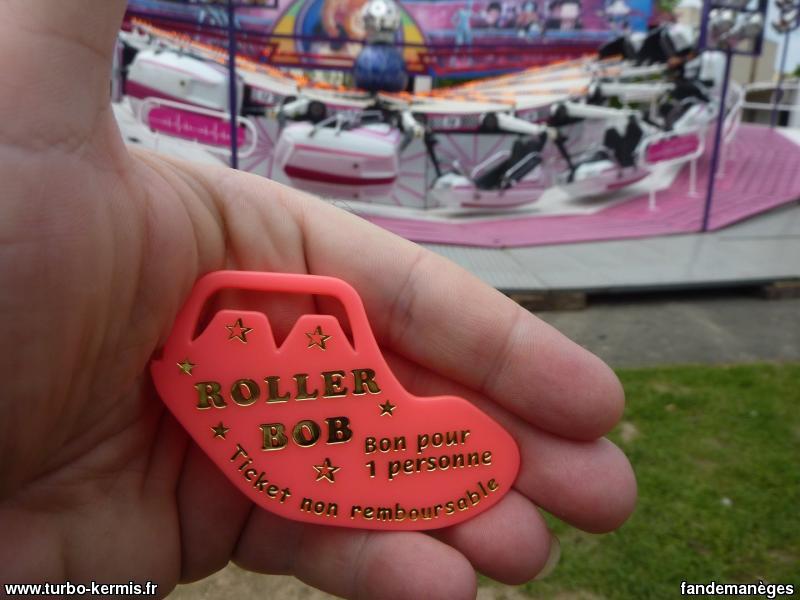 ROLLER
BOB
Bon pour
1 personne
Ticket non remboursable
www.turbo-kermis.fr
fandemanèges